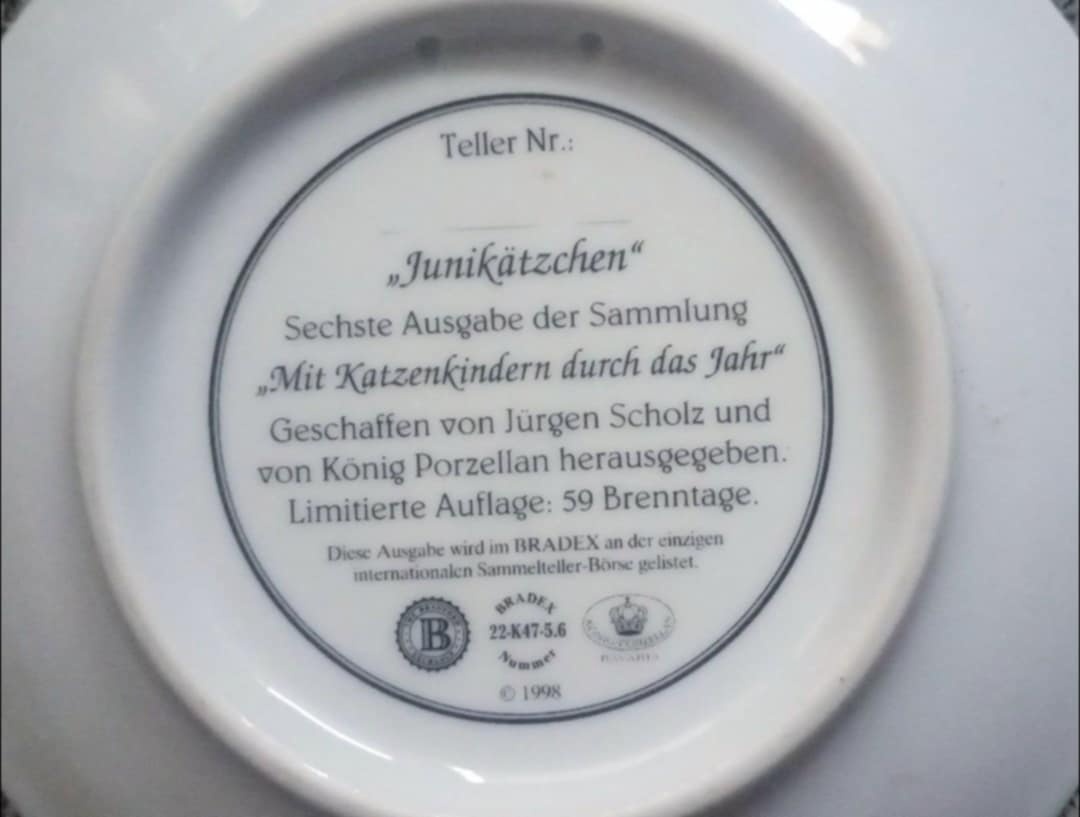 Teller Nr.:
„Junikätzchen“
Sechste Ausgabe der Sammlung
„Mit Katzenkindern durch das Jahr“
Geschaffen von Jürgen Scholz und
von König Porzellan herausgegeben.
Limitierte Auflage: 59 Brenntage.
Diese Ausgabe wird im BRADEX an der einzigen
internationalen Sammelteller-Börse gelistet.
B
BRADEX
22-K47-5.6
Nummer
BAVARIA
© 1998